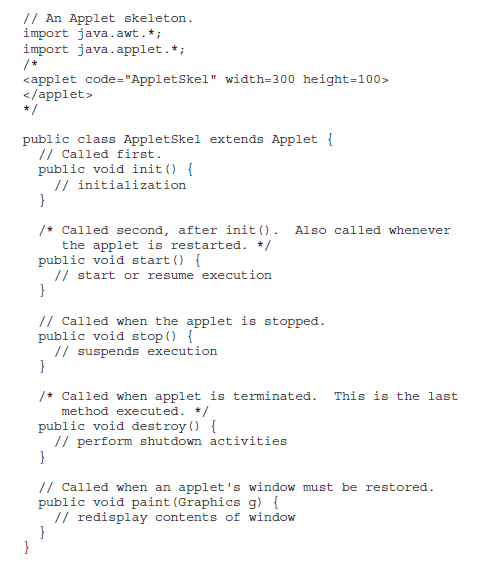 // An Applet skeleton.
import java.awt.*;
import java.applet.*;
/*
<applet code="AppletSkel" width=300 height=100>
</applet>
*/

public class AppletSkel extends Applet {
  // Called first.
  public void init() {
    // initialization
  }

  /* Called second, after init().  Also called whenever
     the applet is restarted. */
  public void start() {
    // start or resume execution
  }

  // Called when the applet is stopped.
  public void stop() {
    // suspends execution
  }

  /* Called when applet is terminated.  This is the last
     method executed. */
  public void destroy() {
    // perform shutdown activities
  }

  // Called when an applet's window must be restored.
  public void paint(Graphics g) {
    // redisplay contents of window
  }
}